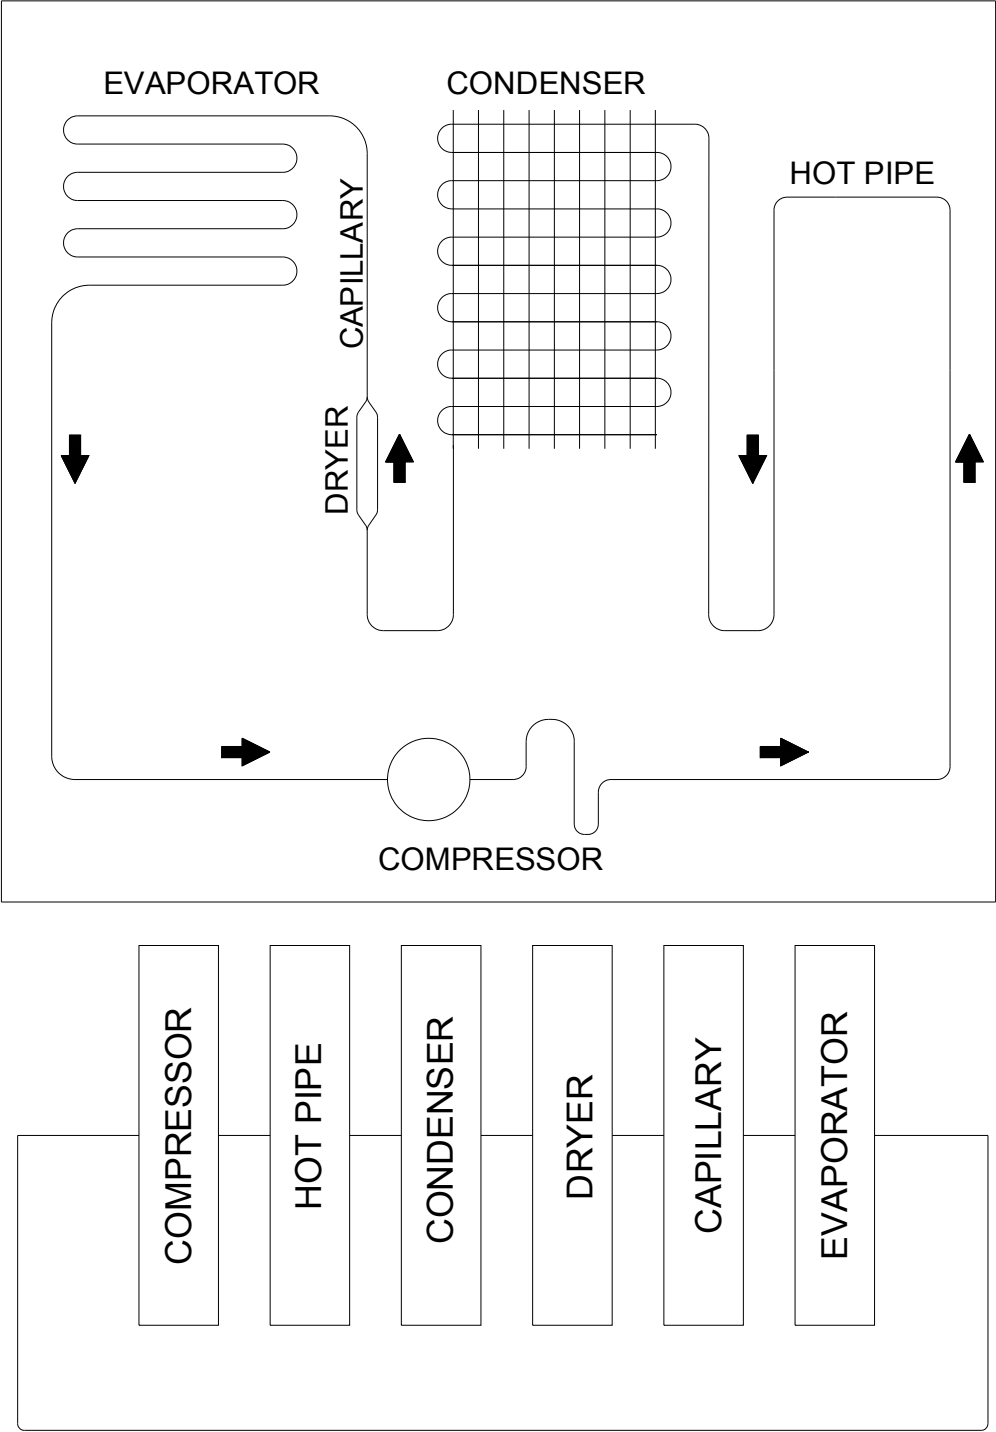 EVAPORATOR
CONDENSER
HOT PIPE
CAPILLARY
DRYER
COMPRESSOR
COMPRESSOR
HOT PIPE
CONDENSER
DRYER
CAPILLARY
EVAPORATOR